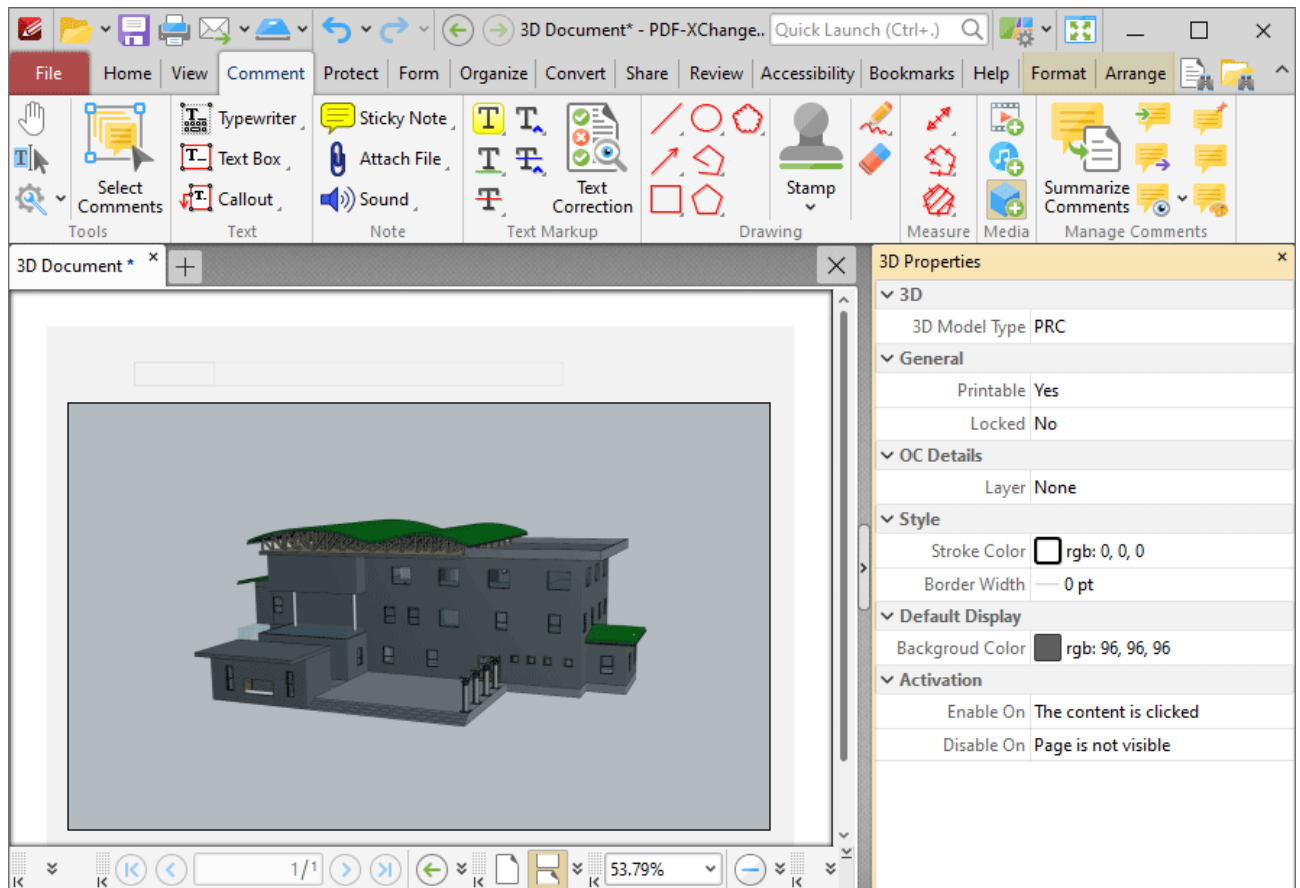 3D Document* - PDF-XChange..
Quick Launch (Ctrl+.)
File Home View Comment Protect Form Organize Convert Share Review Accessibility Bookmarks Help Format Arrange
Typewriter
Text Box
Callout
Select
Comments
Sticky Note
Attach File
Sound
Text
Correction
Stamp
Summarize
Comments
Tools Text Note Text Markup Drawing Measure Media Manage Comments
3D Document *
3D Properties
3D
3D Model Type PRC
General
Printable Yes
Locked No
OC Details
Layer None
Style
Stroke Color rgb: 0, 0, 0
Border Width 0 pt
Default Display
Backgroud Color rgb: 96, 96, 96
Activation
Enable On The content is clicked
Disable On Page is not visible
1/1
53.79%